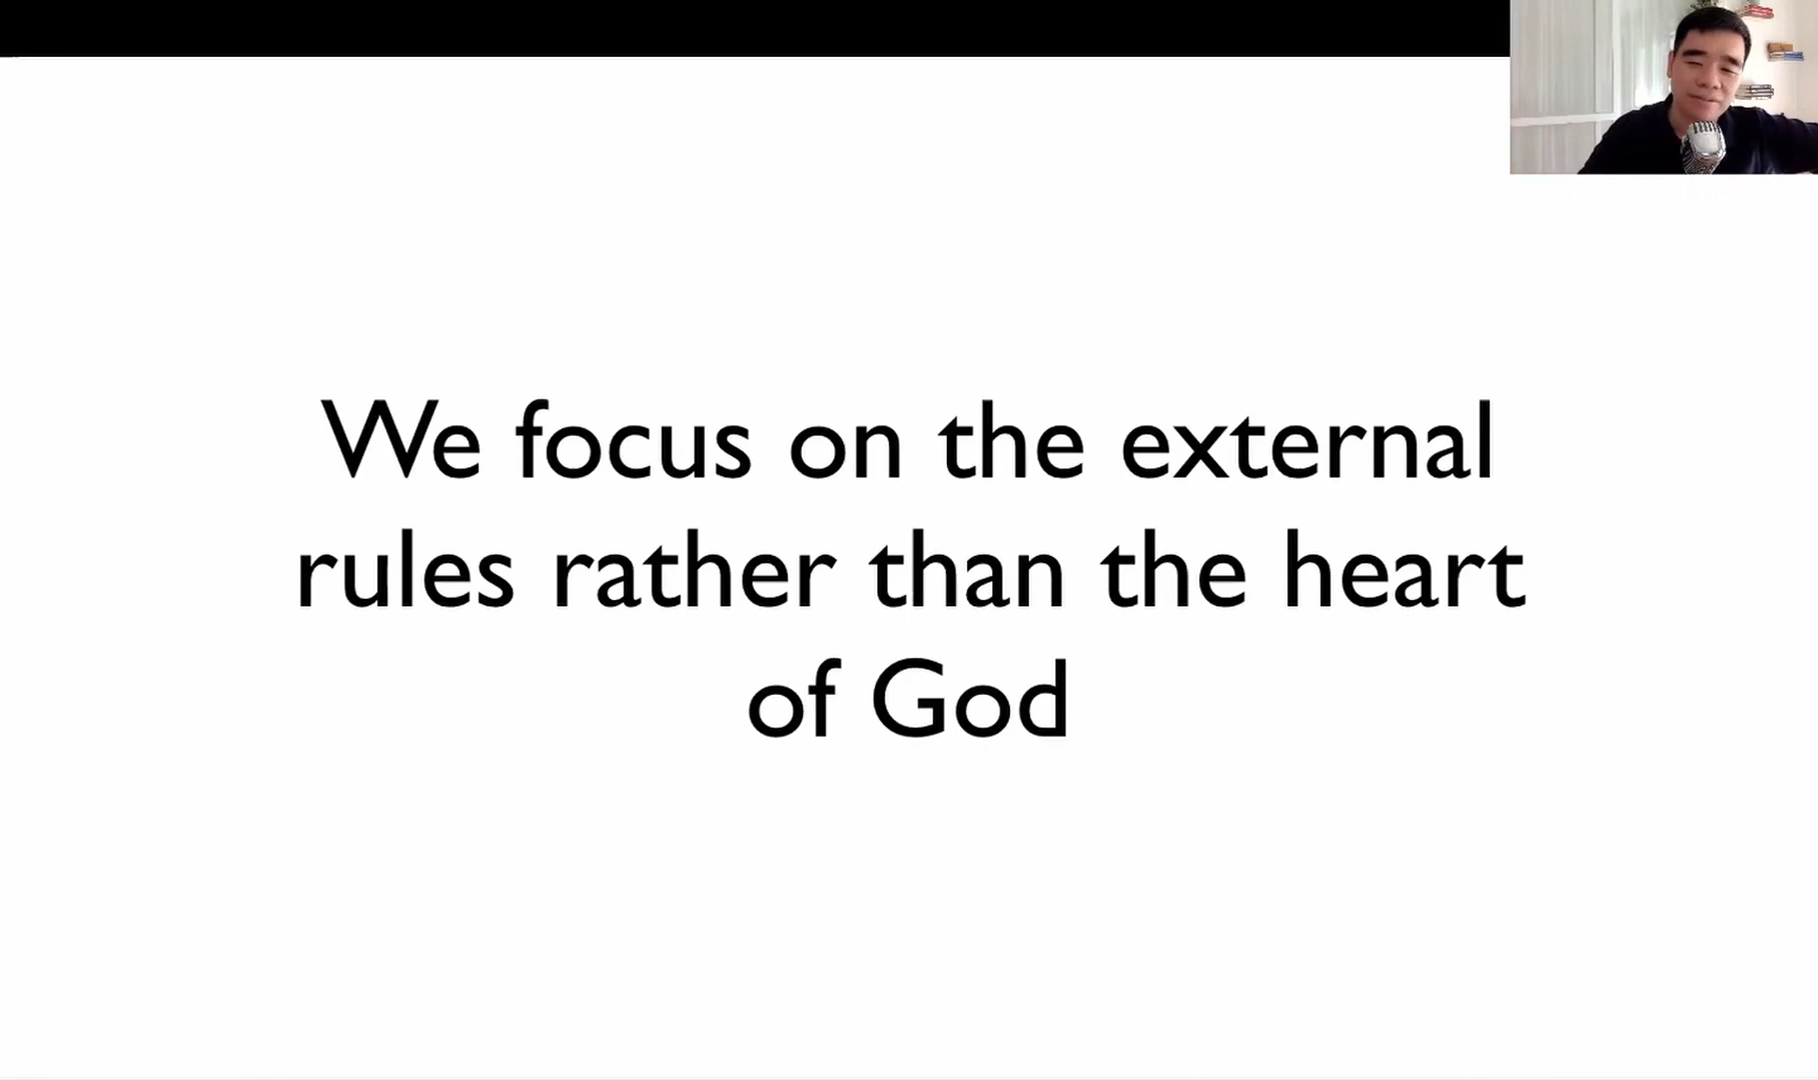 We focus on the external
rules rather than the heart
of God